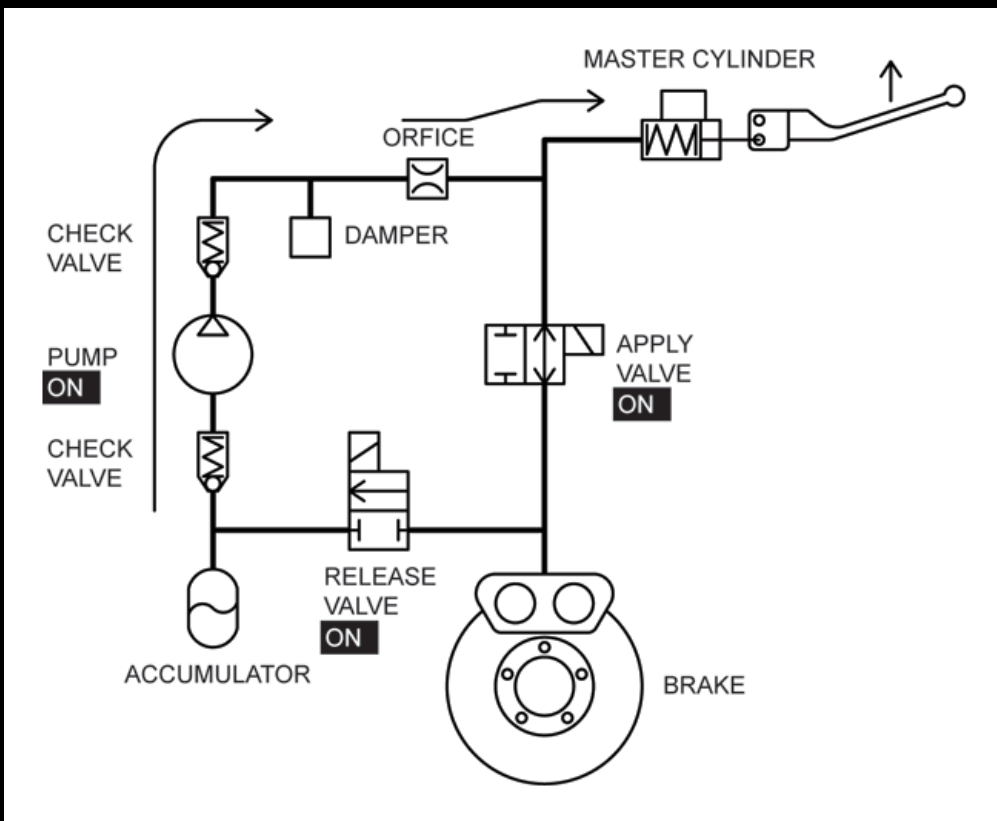 MASTER CYLINDER
ORFICE
CHECK
VALVE
DAMPER
PUMP
ON
APPLY
VALVE
ON
CHECK
VALVE
RELEASE
VALVE
ON
ACCUMULATOR
BRAKE